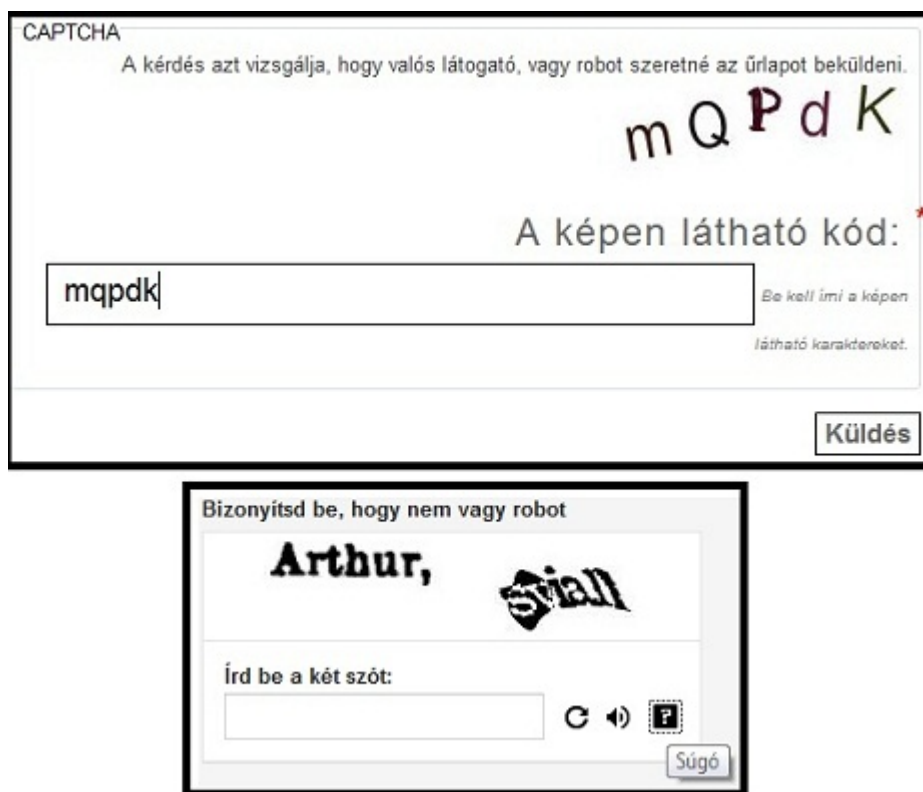 CAPTCHA
A kérdés azt vizsgálja, hogy valós látogató, vagy robot szeretné az űrlapot beküldeni.
mQPdK
A képen látható kód: *
mqpdk
Be kell írni a képen
látható karaktereket.
Küldés
Bizonyítsd be, hogy nem vagy robot
Arthur,
Írd be a két szót:
Súgó